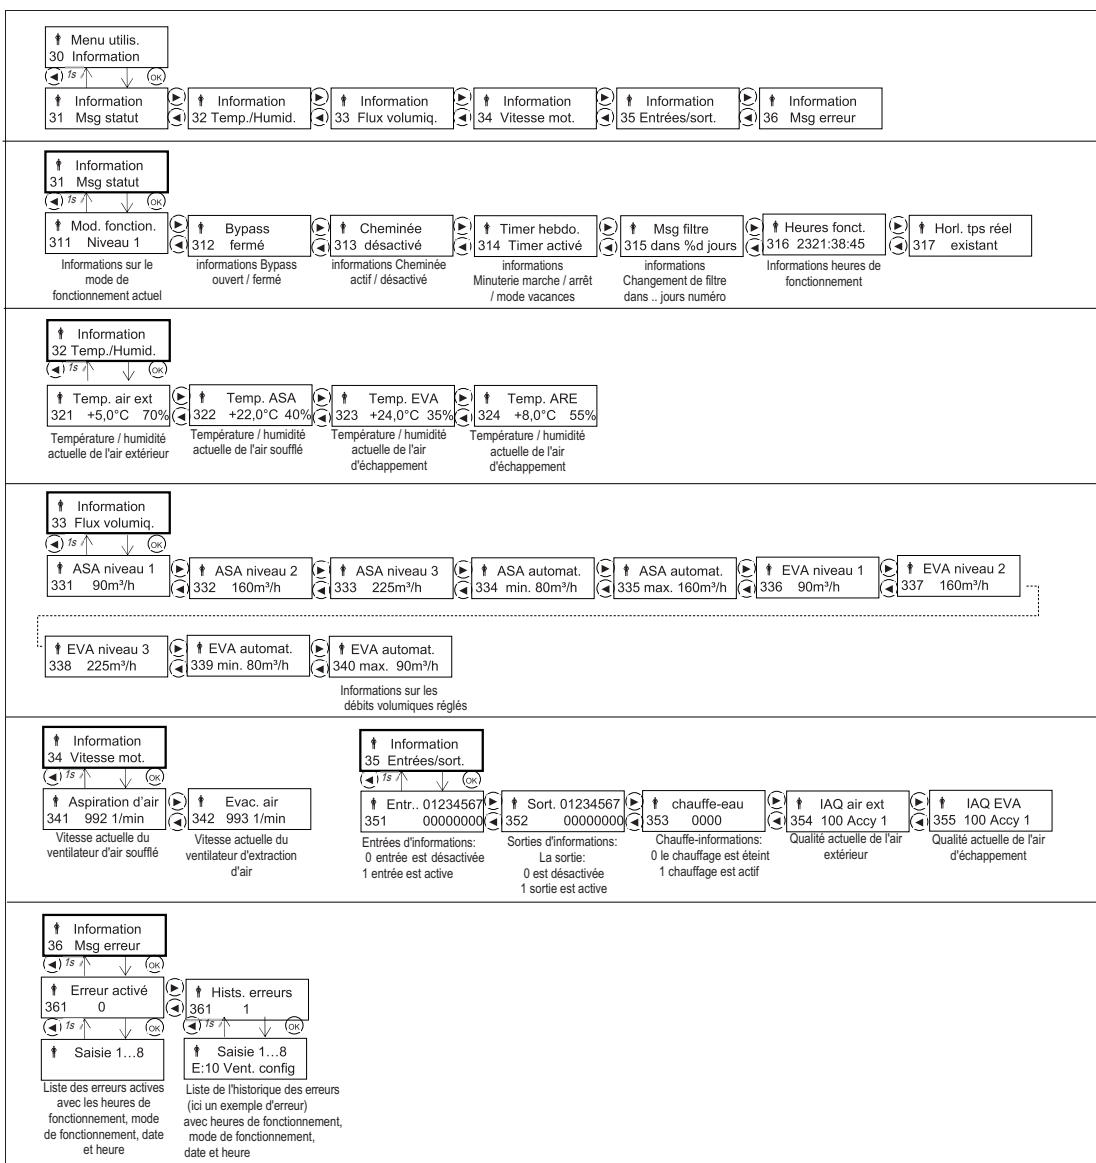 Menu utilis.
30 Information
1s OK
Information
31 Msg statut
Information
32 Temp./Humid.
Information
33 Flux volumiq.
Information
34 Vitesse mot.
Information
35 Entrées/sort.
Information
36 Msg erreur
Information
31 Msg statut
1s OK
Mod. fonction.
311 Niveau 1
Informations sur le
mode de
fonctionnement actuel
Bypass
312 fermé
informations Bypass
ouvert / fermé
Cheminée
313 désactivé
informations Cheminée
actif / désactivé
Timer hebdo.
314 Timer activé
informations
Minuterie marche / arrêt
/ mode vacances
Msg filtre
315 dans %d jours
informations
Changement de filtre
dans .. jours numéro
Heures fonct.
316 2321:38:45
Informations heures de
fonctionnement
Horl. tps réel
317 existant
Information
32 Temp./Humid.
1s OK
Temp. air ext
321 +5,0°C 70%
Température / humidité
actuelle de l'air extérieur
Temp. ASA
322 +22,0°C 40%
Température / humidité
actuelle de l'air soufflé
Temp. EVA
323 +24,0°C 35%
Température / humidité
actuelle de l'air
d'échappement
Temp. ARE
324 +8,0°C 55%
Température / humidité
actuelle de l'air
d'échappement
Information
33 Flux volumiq.
1s OK
ASA niveau 1
331 90m³/h
ASA niveau 2
332 160m³/h
ASA niveau 3
333 225m³/h
ASA automat.
334 min. 80m³/h
ASA automat.
335 max. 160m³/h
EVA niveau 1
336 90m³/h
EVA niveau 2
337 160m³/h
EVA niveau 3
338 225m³/h
EVA automat.
339 min. 80m³/h
EVA automat.
340 max. 90m³/h
Informations sur les
débits volumiques réglés
Information
34 Vitesse mot.
1s OK
Aspiration d'air
341 992 1/min
Vitesse actuelle du
ventilateur d'air soufflé
Evac. air
342 993 1/min
Vitesse actuelle du
ventilateur d'extraction
d'air
Information
35 Entrées/sort.
1s OK
Entr.. 01234567
351 00000000
Entrées d'informations:
0 entrée est désactivée
1 entrée est active
Sort. 01234567
352 00000000
Sorties d'informations:
La sortie:
0 est désactivée
1 sortie est active
chauffe-eau
353 0000
Chauffe-informations:
0 le chauffage est éteint
1 chauffage est actif
IAQ air ext
354 100 Accy 1
Qualité actuelle de l'air
extérieur
IAQ EVA
355 100 Accy 1
Qualité actuelle de l'air
d'échappement
Information
36 Msg erreur
1s OK
Erreur activé
361 0
Hists. erreurs
361 1
1s OK
1s OK
Saisie 1...8
Liste des erreurs actives
avec les heures de
fonctionnement, mode
de fonctionnement, date
et heure
Saisie 1...8
E:10 Vent. config
Liste de l'historique des erreurs
(ici un exemple d'erreur)
avec heures de fonctionnement,
mode de fonctionnement,
date et heure